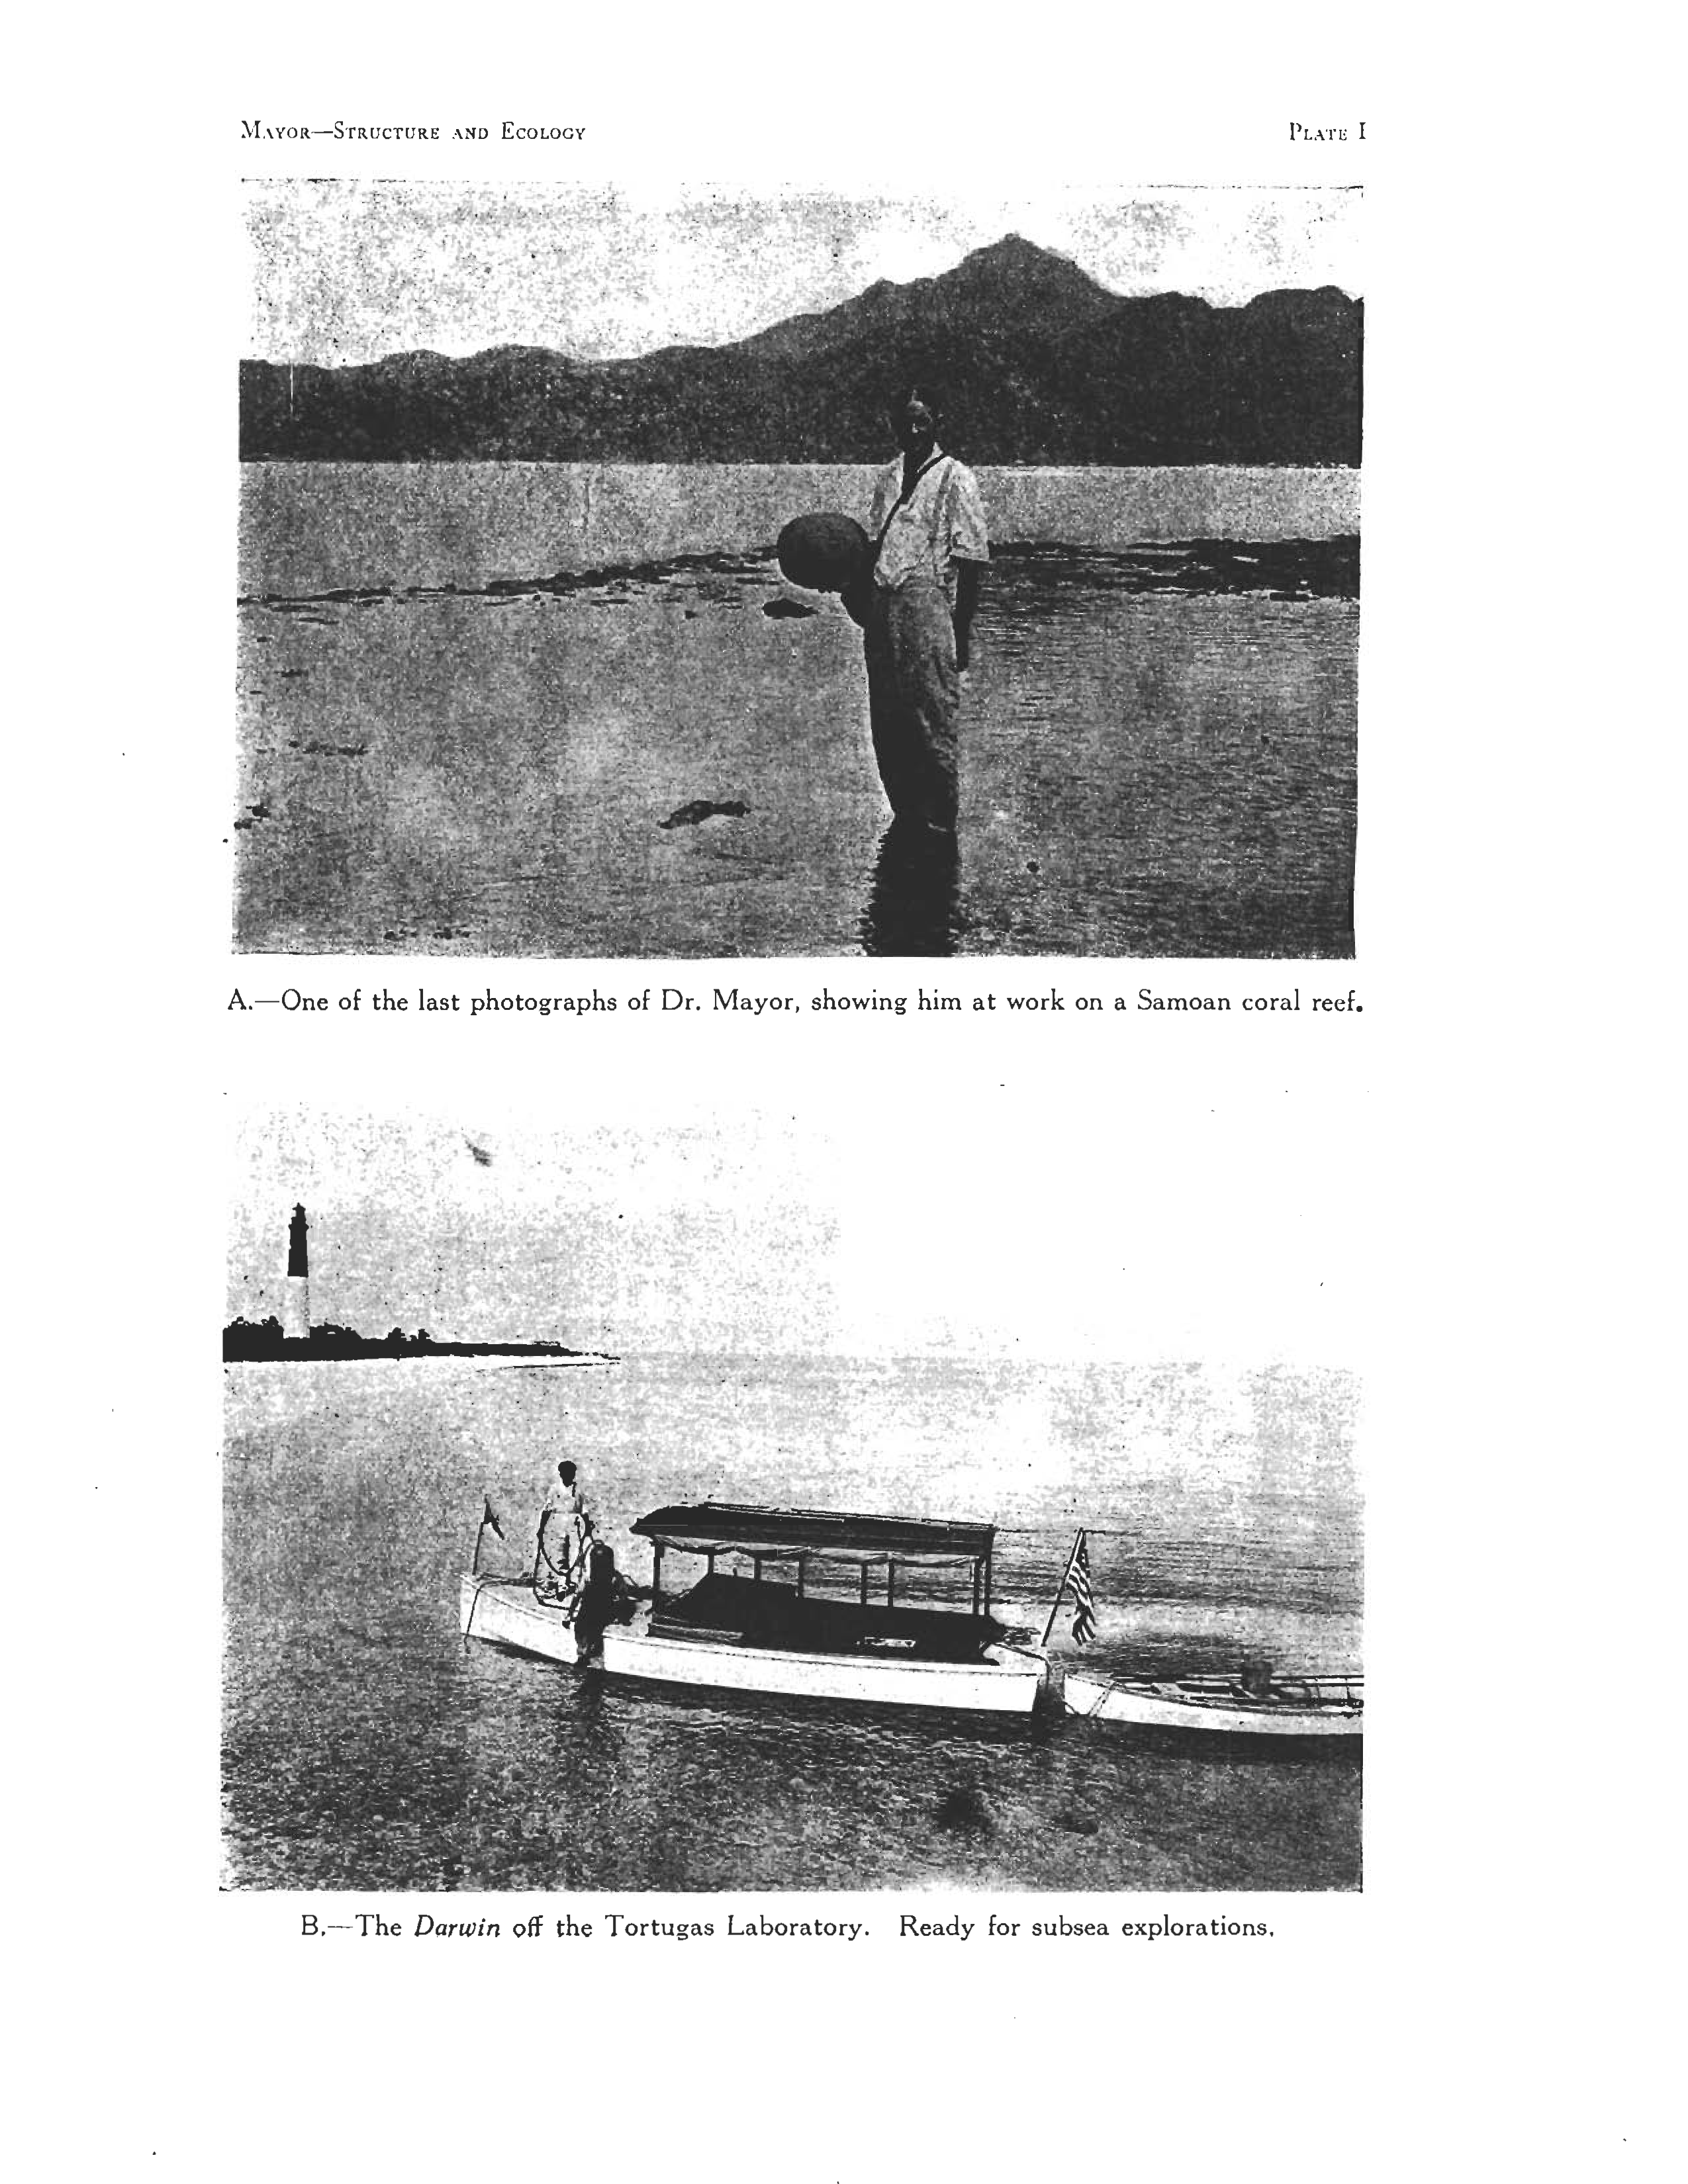 MAYOR—STRUCTURE AND ECOLOGY
PLATE I
A.—One of the last photographs of Dr. Mayor, showing him at work on a Samoan coral reef.
B.—The Darwin off the Tortugas Laboratory. Ready for subsea explorations.